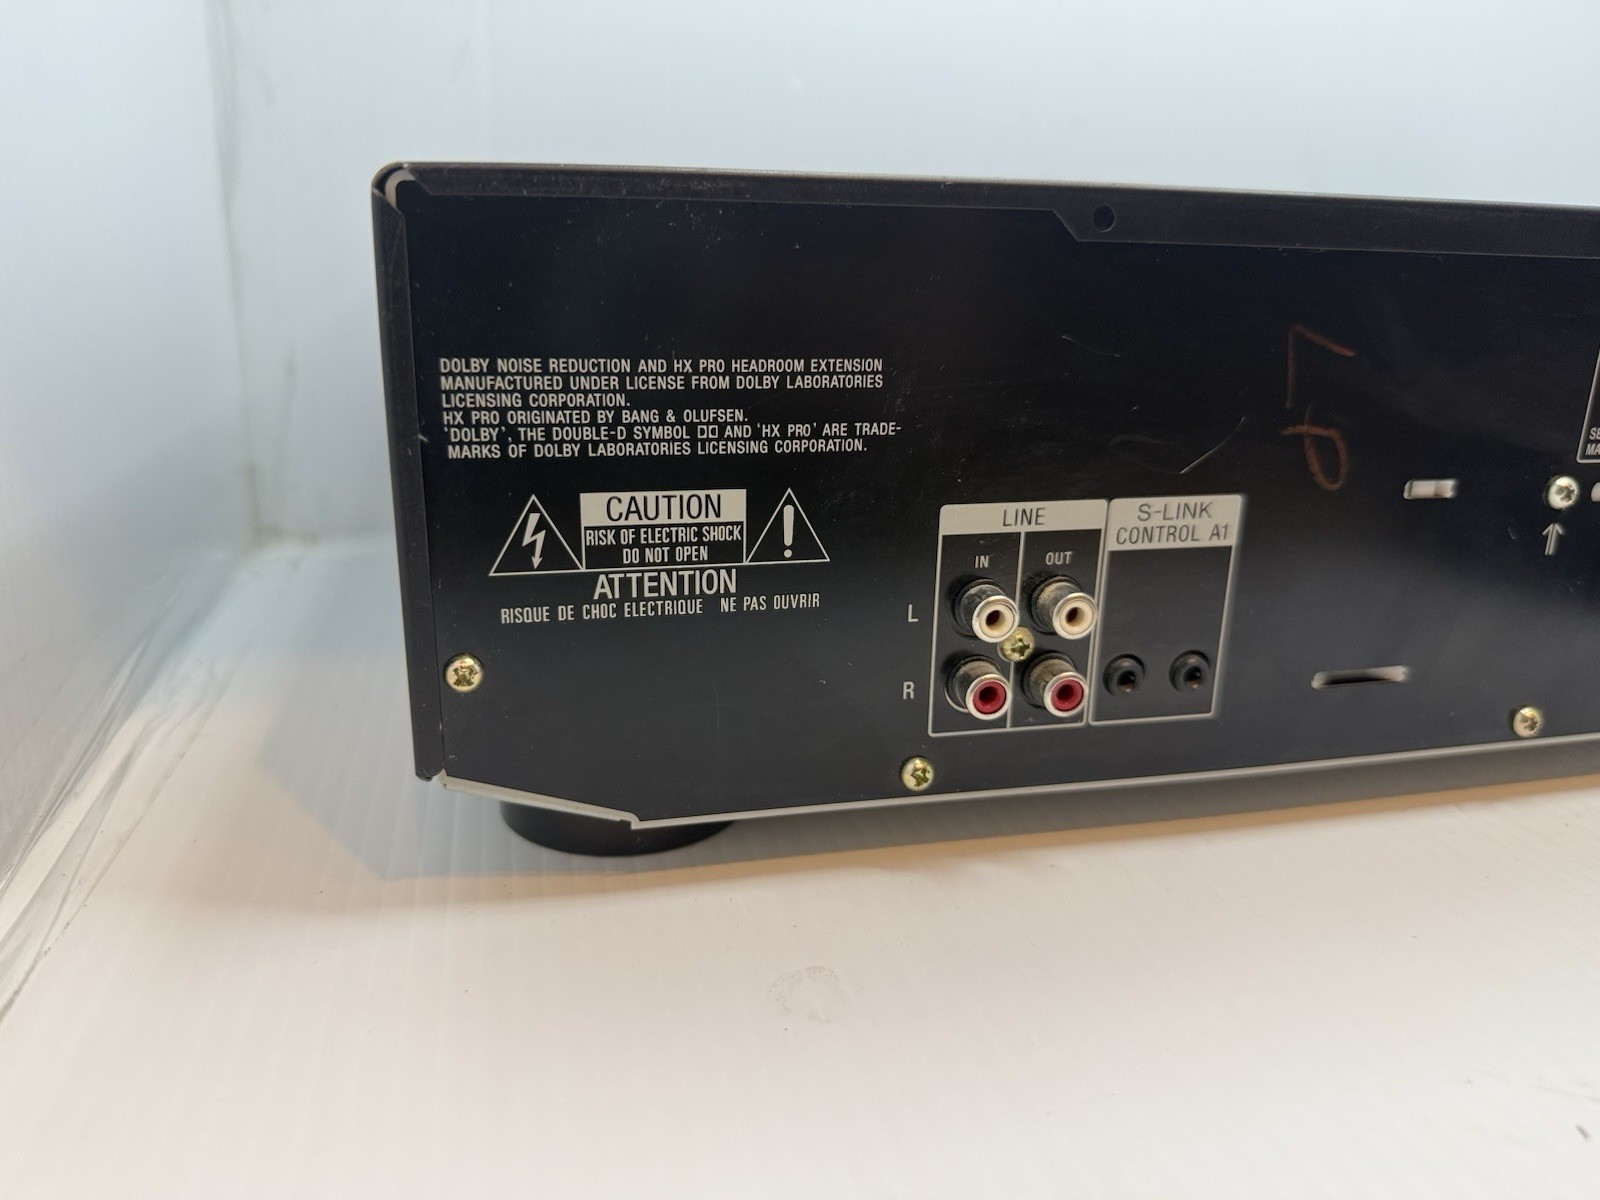 DOLBY NOISE REDUCTION AND HX PRO HEADROOM EXTENSION
MANUFACTURED UNDER LICENSE FROM DOLBY LABORATORIES
LICENSING CORPORATION.
HX PRO ORIGINATED BY BANG & OLUFSEN.
'DOLBY', THE DOUBLE-D SYMBOL AND 'HX PRO' ARE TRADE-
MARKS OF DOLBY LABORATORIES LICENSING CORPORATION.
CAUTION
RISK OF ELECTRIC SHOCK
DO NOT OPEN
ATTENTION
RISQUE DE CHOC ELECTRIQUE NE PAS OUVRIR
LINE
IN OUT
L
R
S-LINK
CONTROL A1